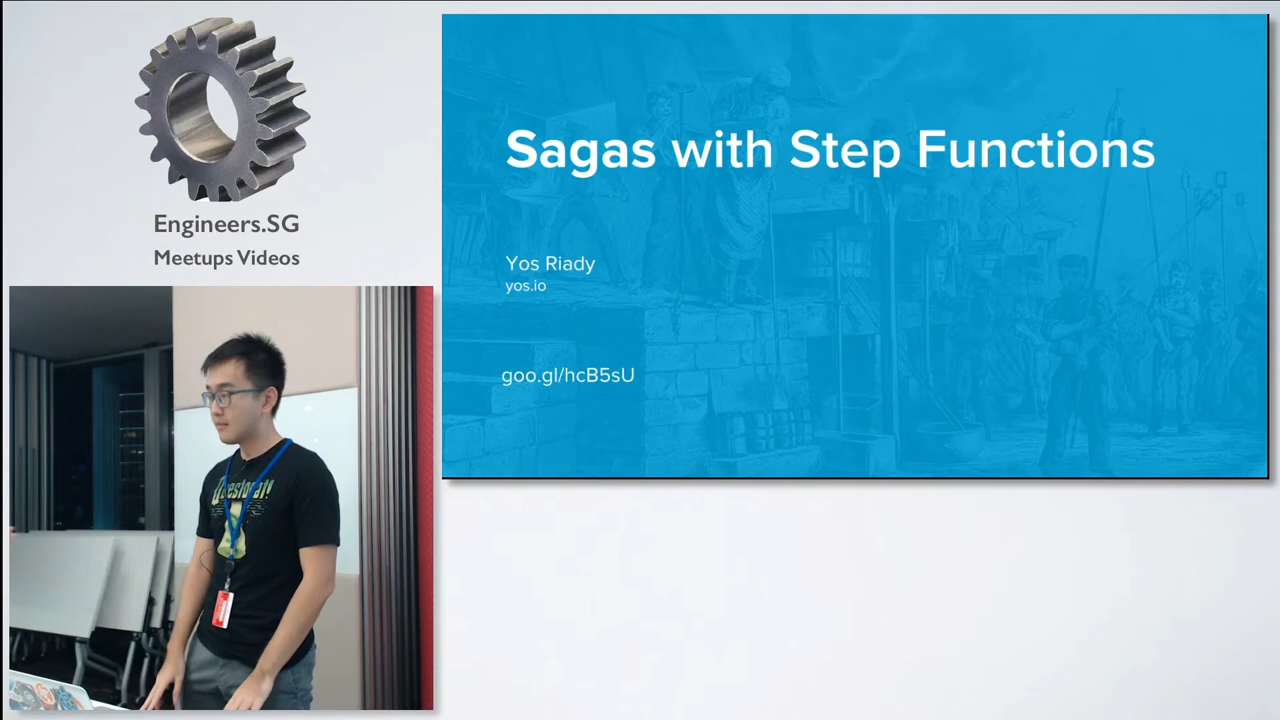 Engineers.SG
Meetups Videos
Sagas with Step Functions
Yos Riady
yos.io
goo.gl/hcB5sU